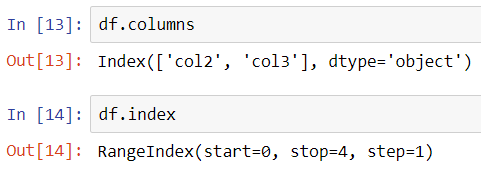 In [13]: df.columns
Out[13]: Index(['col2', 'col3'], dtype='object')
In [14]: df.index
Out[14]: RangeIndex(start=0, stop=4, step=1)